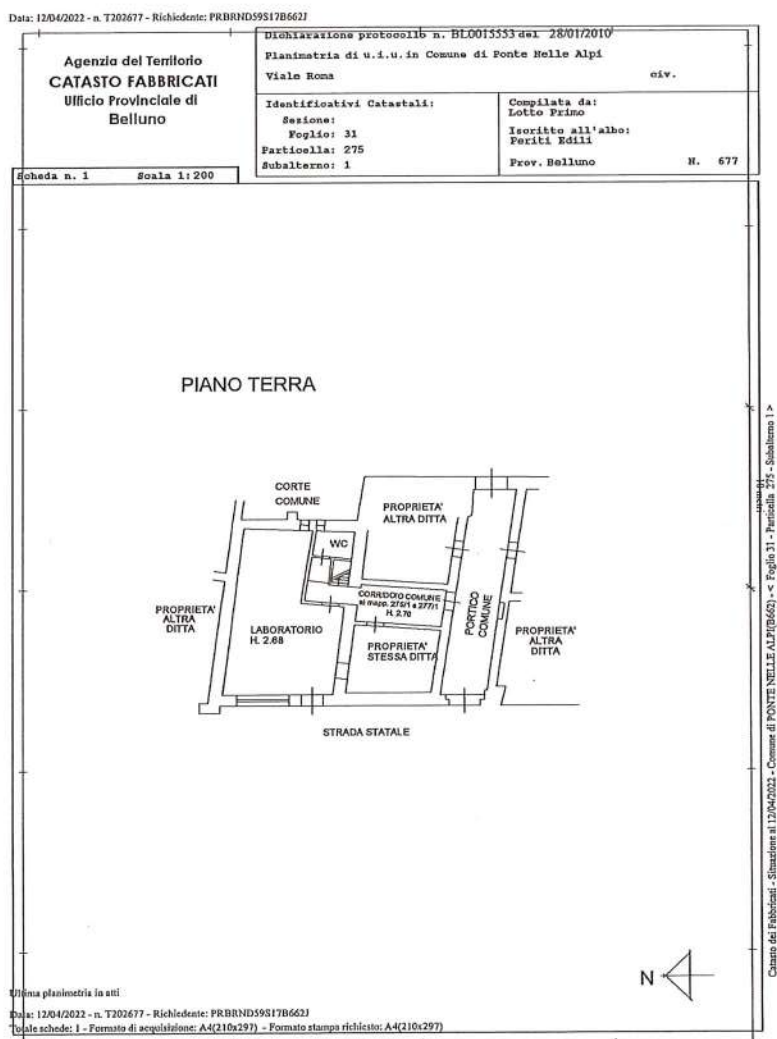 Data: 12/04/2022 - n. T202677 - Richiedente: PRBRND59S17B662J
Agenzia del Territorio
CATASTO FABBRICATI
Ufficio Provinciale di
Belluno
Dichiarazione protocollo n. BL0015553 del 28/01/2010
Planimetria di u.i.u. in Comune di Ponte Nelle Alpi
Viale Roma civ.
Identificativi Catastali:
Sezione:
Foglio: 31
Particella: 275
Subalterno: 1
Compilata da:
Lotto Primo
Iscritto all'albo:
Periti Edili
Prov. Belluno N. 677
Scheda n. 1 Scala 1:200
PIANO TERRA
CORTE
COMUNE
PROPRIETA'
ALTRA DITTA
WC
CORRIDOIO COMUNE
ai mapp. 275/1 e 277/1
H. 2.70
PORTICO
COMUNE
PROPRIETA'
ALTRA
DITTA
LABORATORIO
H. 2.68
PROPRIETA'
STESSA DITTA
PROPRIETA'
ALTRA
DITTA
STRADA STATALE
N
Catasto dei Fabbricati - Situazione al 12/04/2022 - Comune di PONTE NELLE ALPI(B662) - < Foglio 31 - Particella 275 - Subalterno 1 >
Ultima planimetria in atti
Data: 12/04/2022 - n. T202677 - Richiedente: PRBRND59S17B662J
Totale schede: 1 - Formato di acquisizione: A4(210x297) - Formato stampa richiesto: A4(210x297)